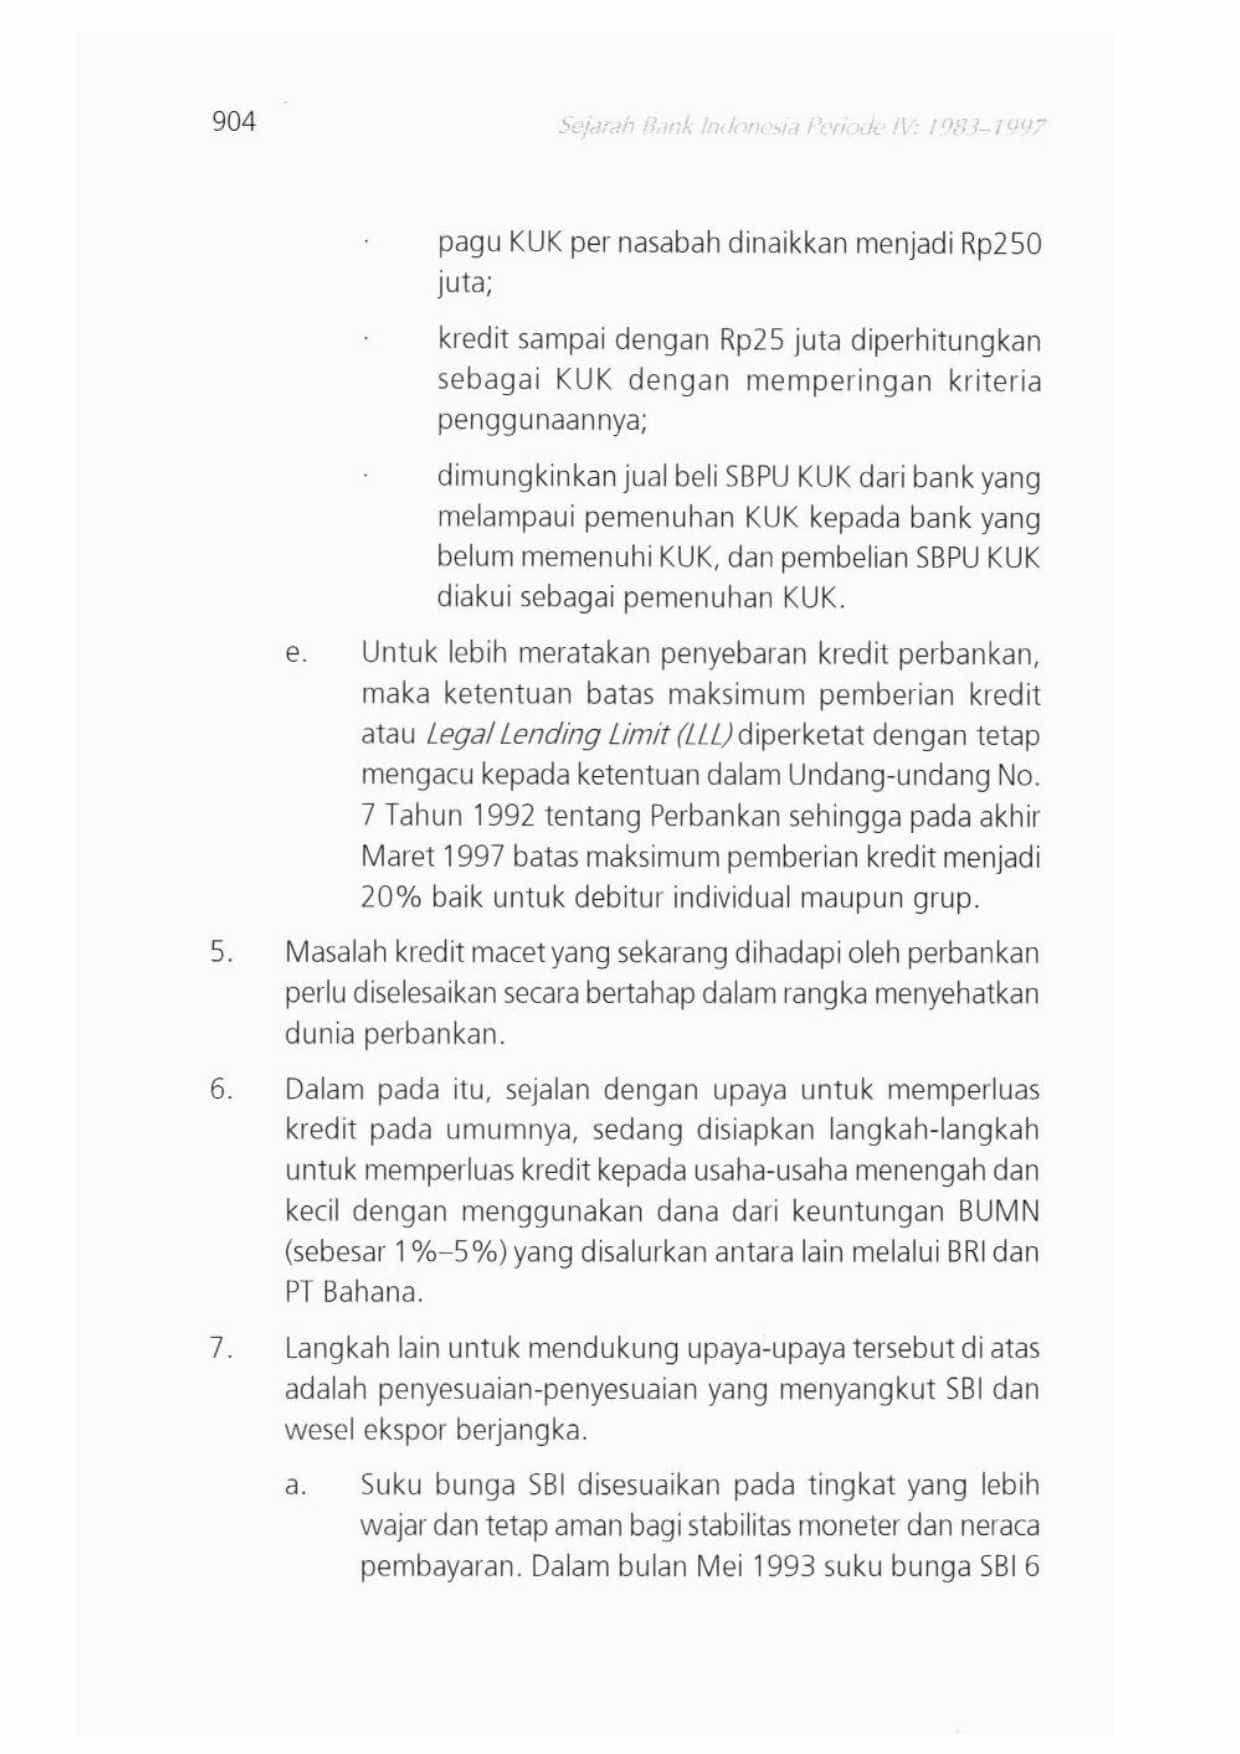 904
Sejarah Bank Indonesia Periode IV: 1983–1997
· pagu KUK per nasabah dinaikkan menjadi Rp250
juta;
· kredit sampai dengan Rp25 juta diperhitungkan
sebagai KUK dengan memperingan kriteria
penggunaannya;
· dimungkinkan jual beli SBPU KUK dari bank yang
melampaui pemenuhan KUK kepada bank yang
belum memenuhi KUK, dan pembelian SBPU KUK
diakui sebagai pemenuhan KUK.
e. Untuk lebih meratakan penyebaran kredit perbankan,
maka ketentuan batas maksimum pemberian kredit
atau Legal Lending Limit (LLL) diperketat dengan tetap
mengacu kepada ketentuan dalam Undang-undang No.
7 Tahun 1992 tentang Perbankan sehingga pada akhir
Maret 1997 batas maksimum pemberian kredit menjadi
20% baik untuk debitur individual maupun grup.
5. Masalah kredit macet yang sekarang dihadapi oleh perbankan
perlu diselesaikan secara bertahap dalam rangka menyehatkan
dunia perbankan.
6. Dalam pada itu, sejalan dengan upaya untuk memperluas
kredit pada umumnya, sedang disiapkan langkah-langkah
untuk memperluas kredit kepada usaha-usaha menengah dan
kecil dengan menggunakan dana dari keuntungan BUMN
(sebesar 1%–5%) yang disalurkan antara lain melalui BRI dan
PT Bahana.
7. Langkah lain untuk mendukung upaya-upaya tersebut di atas
adalah penyesuaian-penyesuaian yang menyangkut SBI dan
wesel ekspor berjangka.
a. Suku bunga SBI disesuaikan pada tingkat yang lebih
wajar dan tetap aman bagi stabilitas moneter dan neraca
pembayaran. Dalam bulan Mei 1993 suku bunga SBI 6